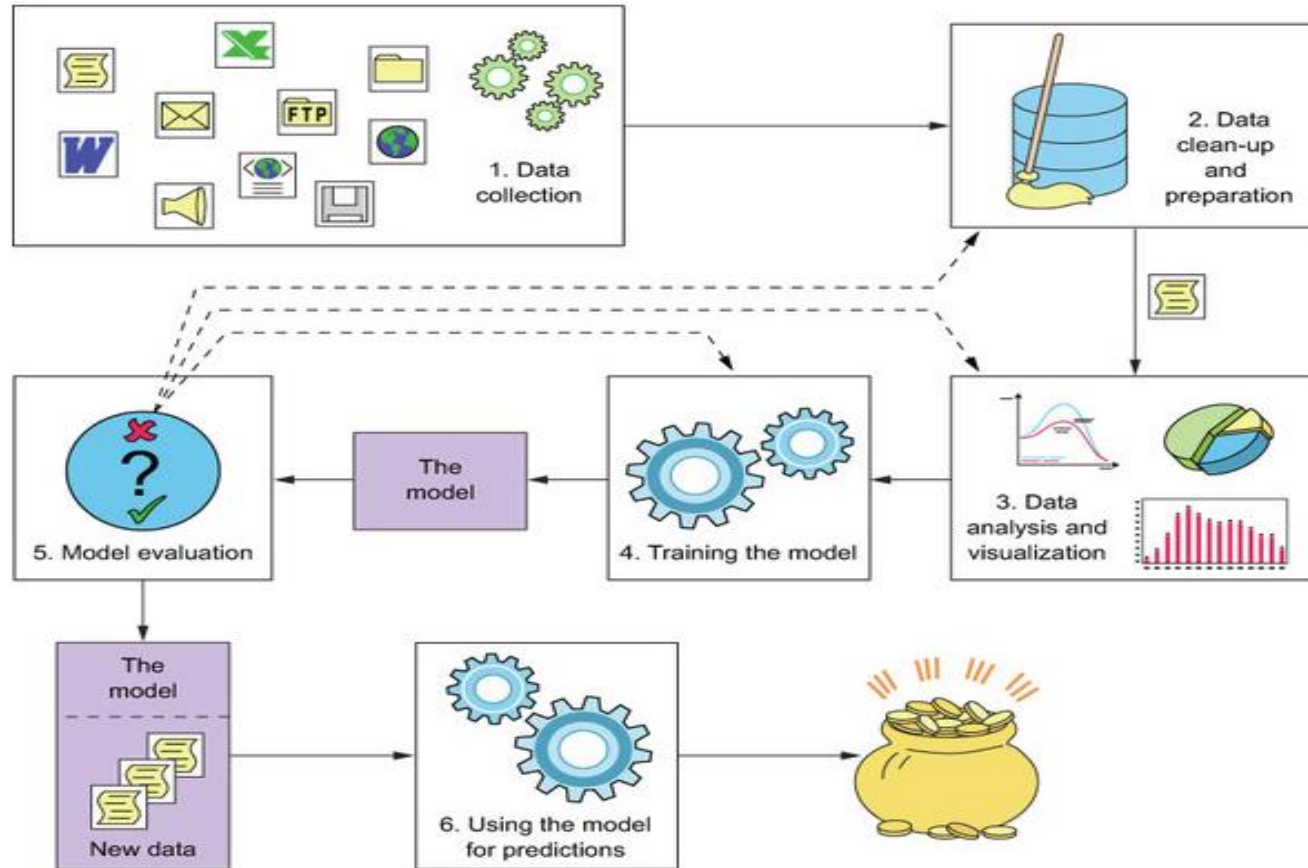 FTP
W
1. Data
collection
2. Data
clean-up
and
preparation
3. Data
analysis and
visualization
4. Training the model
The
model
?
5. Model evaluation
The
model
New data
6. Using the model
for predictions